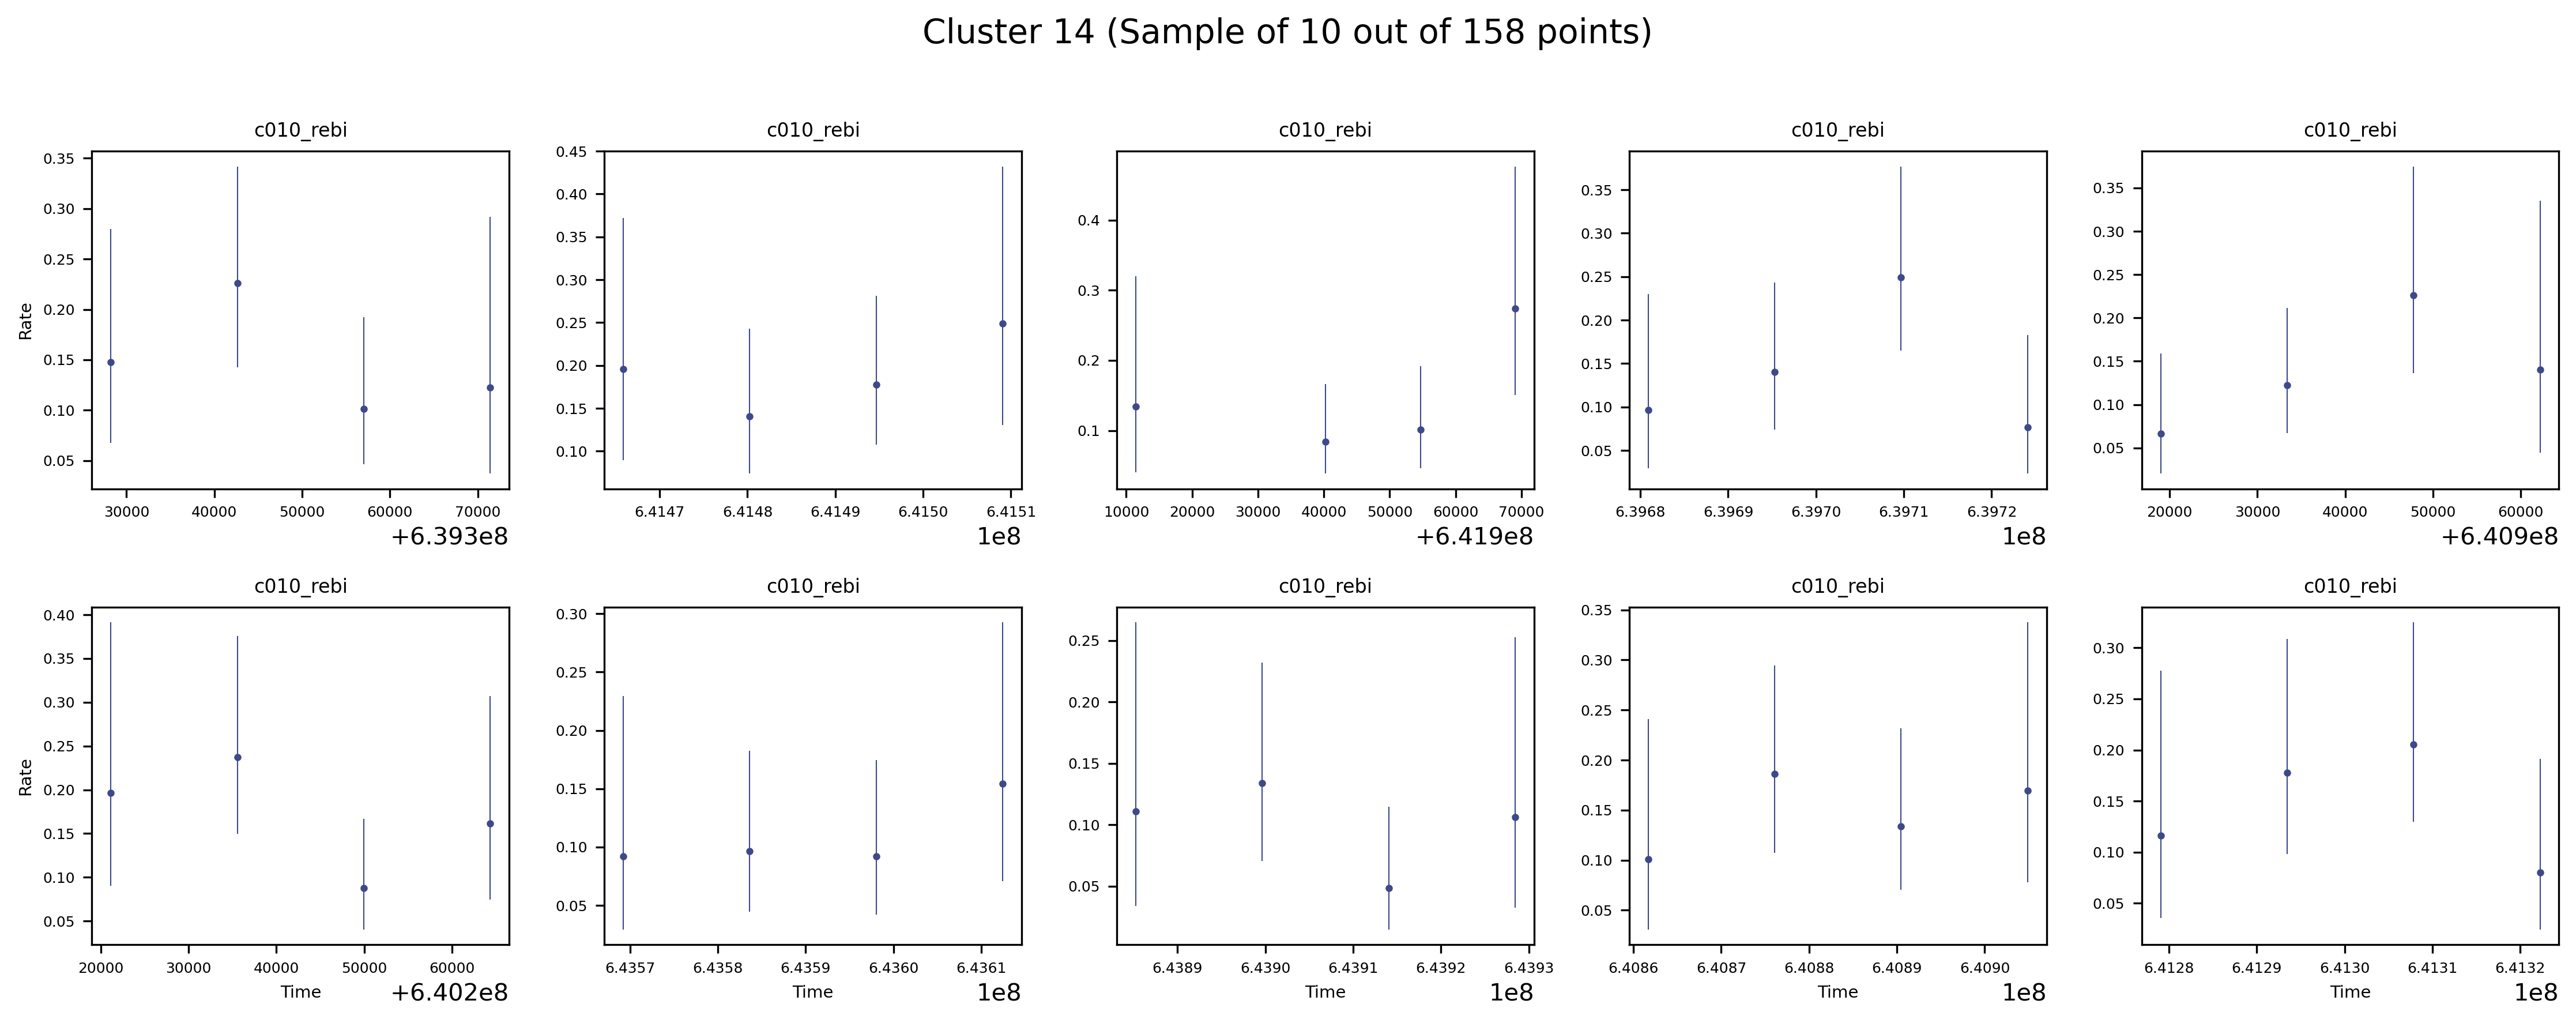 Cluster 14 (Sample of 10 out of 158 points)
c010_rebi c010_rebi c010_rebi c010_rebi c010_rebi
Rate
0.35 0.30 0.25 0.20 0.15 0.10 0.05
30000 40000 50000 60000 70000
+6.393e8
0.45 0.40 0.35 0.30 0.25 0.20 0.15 0.10
6.4147 6.4148 6.4149 6.4150 6.4151
1e8
0.4 0.3 0.2 0.1
10000 20000 30000 40000 50000 60000 70000
+6.419e8
0.35 0.30 0.25 0.20 0.15 0.10 0.05
6.3968 6.3969 6.3970 6.3971 6.3972
1e8
0.35 0.30 0.25 0.20 0.15 0.10 0.05
20000 30000 40000 50000 60000
+6.409e8
c010_rebi c010_rebi c010_rebi c010_rebi c010_rebi
Rate
0.40 0.35 0.30 0.25 0.20 0.15 0.10 0.05
20000 30000 40000 50000 60000
Time +6.402e8
0.30 0.25 0.20 0.15 0.10 0.05
6.4357 6.4358 6.4359 6.4360 6.4361
Time 1e8
0.25 0.20 0.15 0.10 0.05
6.4389 6.4390 6.4391 6.4392 6.4393
Time 1e8
0.35 0.30 0.25 0.20 0.15 0.10 0.05
6.4086 6.4087 6.4088 6.4089 6.4090
Time 1e8
0.30 0.25 0.20 0.15 0.10 0.05
6.4128 6.4129 6.4130 6.4131 6.4132
Time 1e8